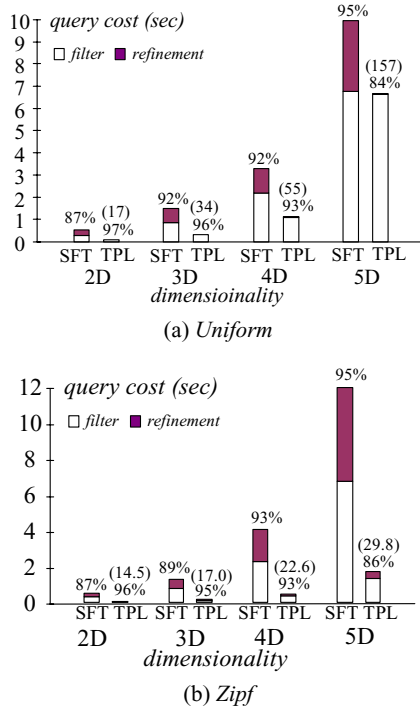 query cost (sec)
filter refinement
10
9
8
7
6
5
4
3
2
1
0
87% (17) 97%
92% (34) 96%
92% (55) 93%
95% (157) 84%
SFT TPL SFT TPL SFT TPL SFT TPL
2D 3D 4D 5D
dimensioinality
(a) Uniform
query cost (sec)
filter refinement
12
10
8
6
4
2
0
87% (14.5) 96%
89% (17.0) 95%
93% (22.6) 93%
95% (29.8) 86%
SFT TPL SFT TPL SFT TPL SFT TPL
2D 3D 4D 5D
dimensionality
(b) Zipf